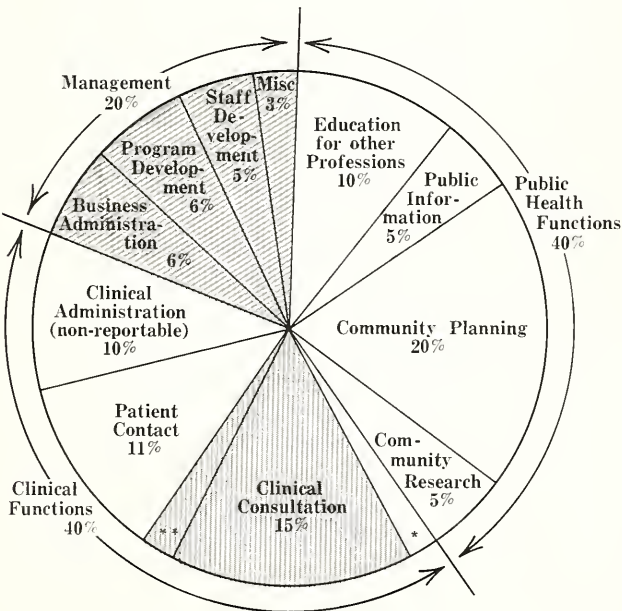 Management
20%
Misc
3%
Staff
De-
velop-
ment
5%
Program
Develop-
ment
6%
Business
Administra-
tion
6%
Education
for other
Professions
10%
Public
Infor-
mation
5%
Public
Health
Functions
40%
Clinical
Administration
(non-reportable)
10%
Community Planning
20%
Patient
Contact
11%
Com-
munity
Research
5%
Clinical
Functions
40%
Clinical
Consultation
15%
* *
*